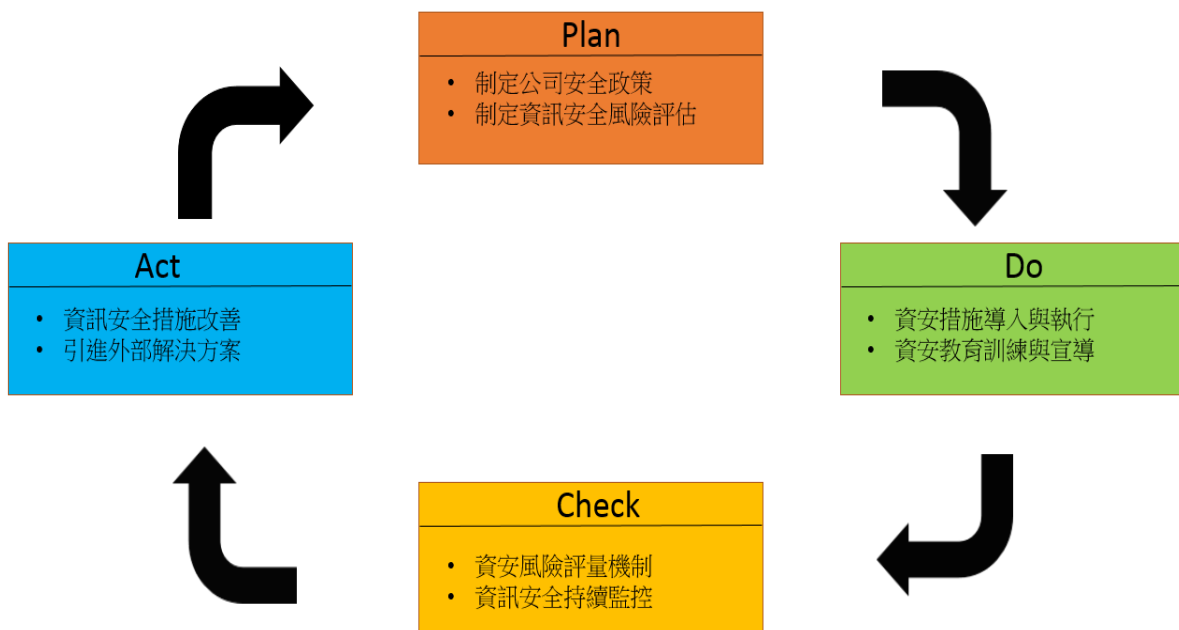 Plan
• 制定公司安全政策
• 制定資訊安全風險評估
Act
• 資訊安全措施改善
• 引進外部解決方案
Do
• 資安措施導入與執行
• 資安教育訓練與宣導
Check
• 資安風險評量機制
• 資訊安全持續監控